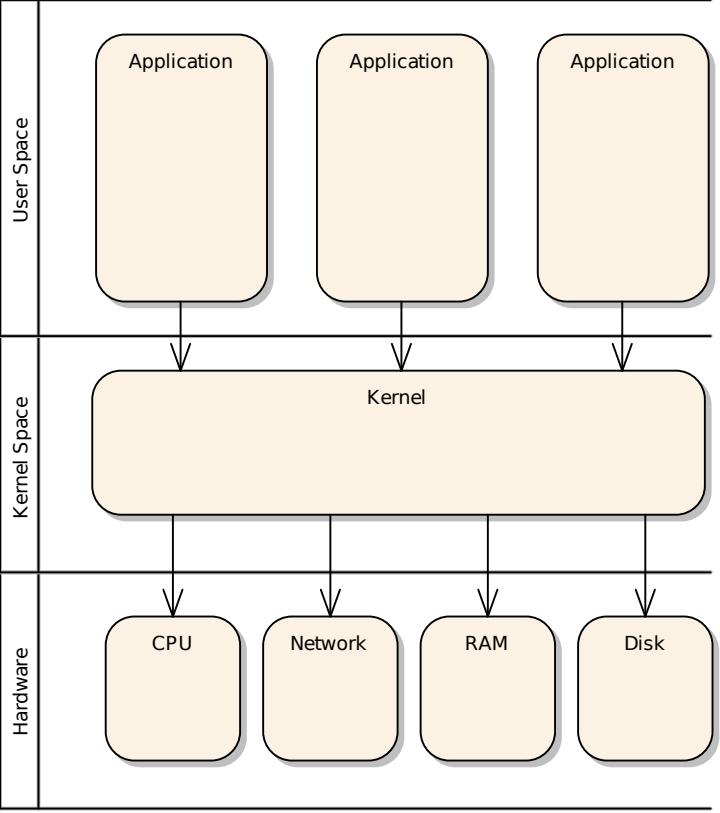 User Space
Application
Application
Application
Kernel Space
Kernel
Hardware
CPU
Network
RAM
Disk